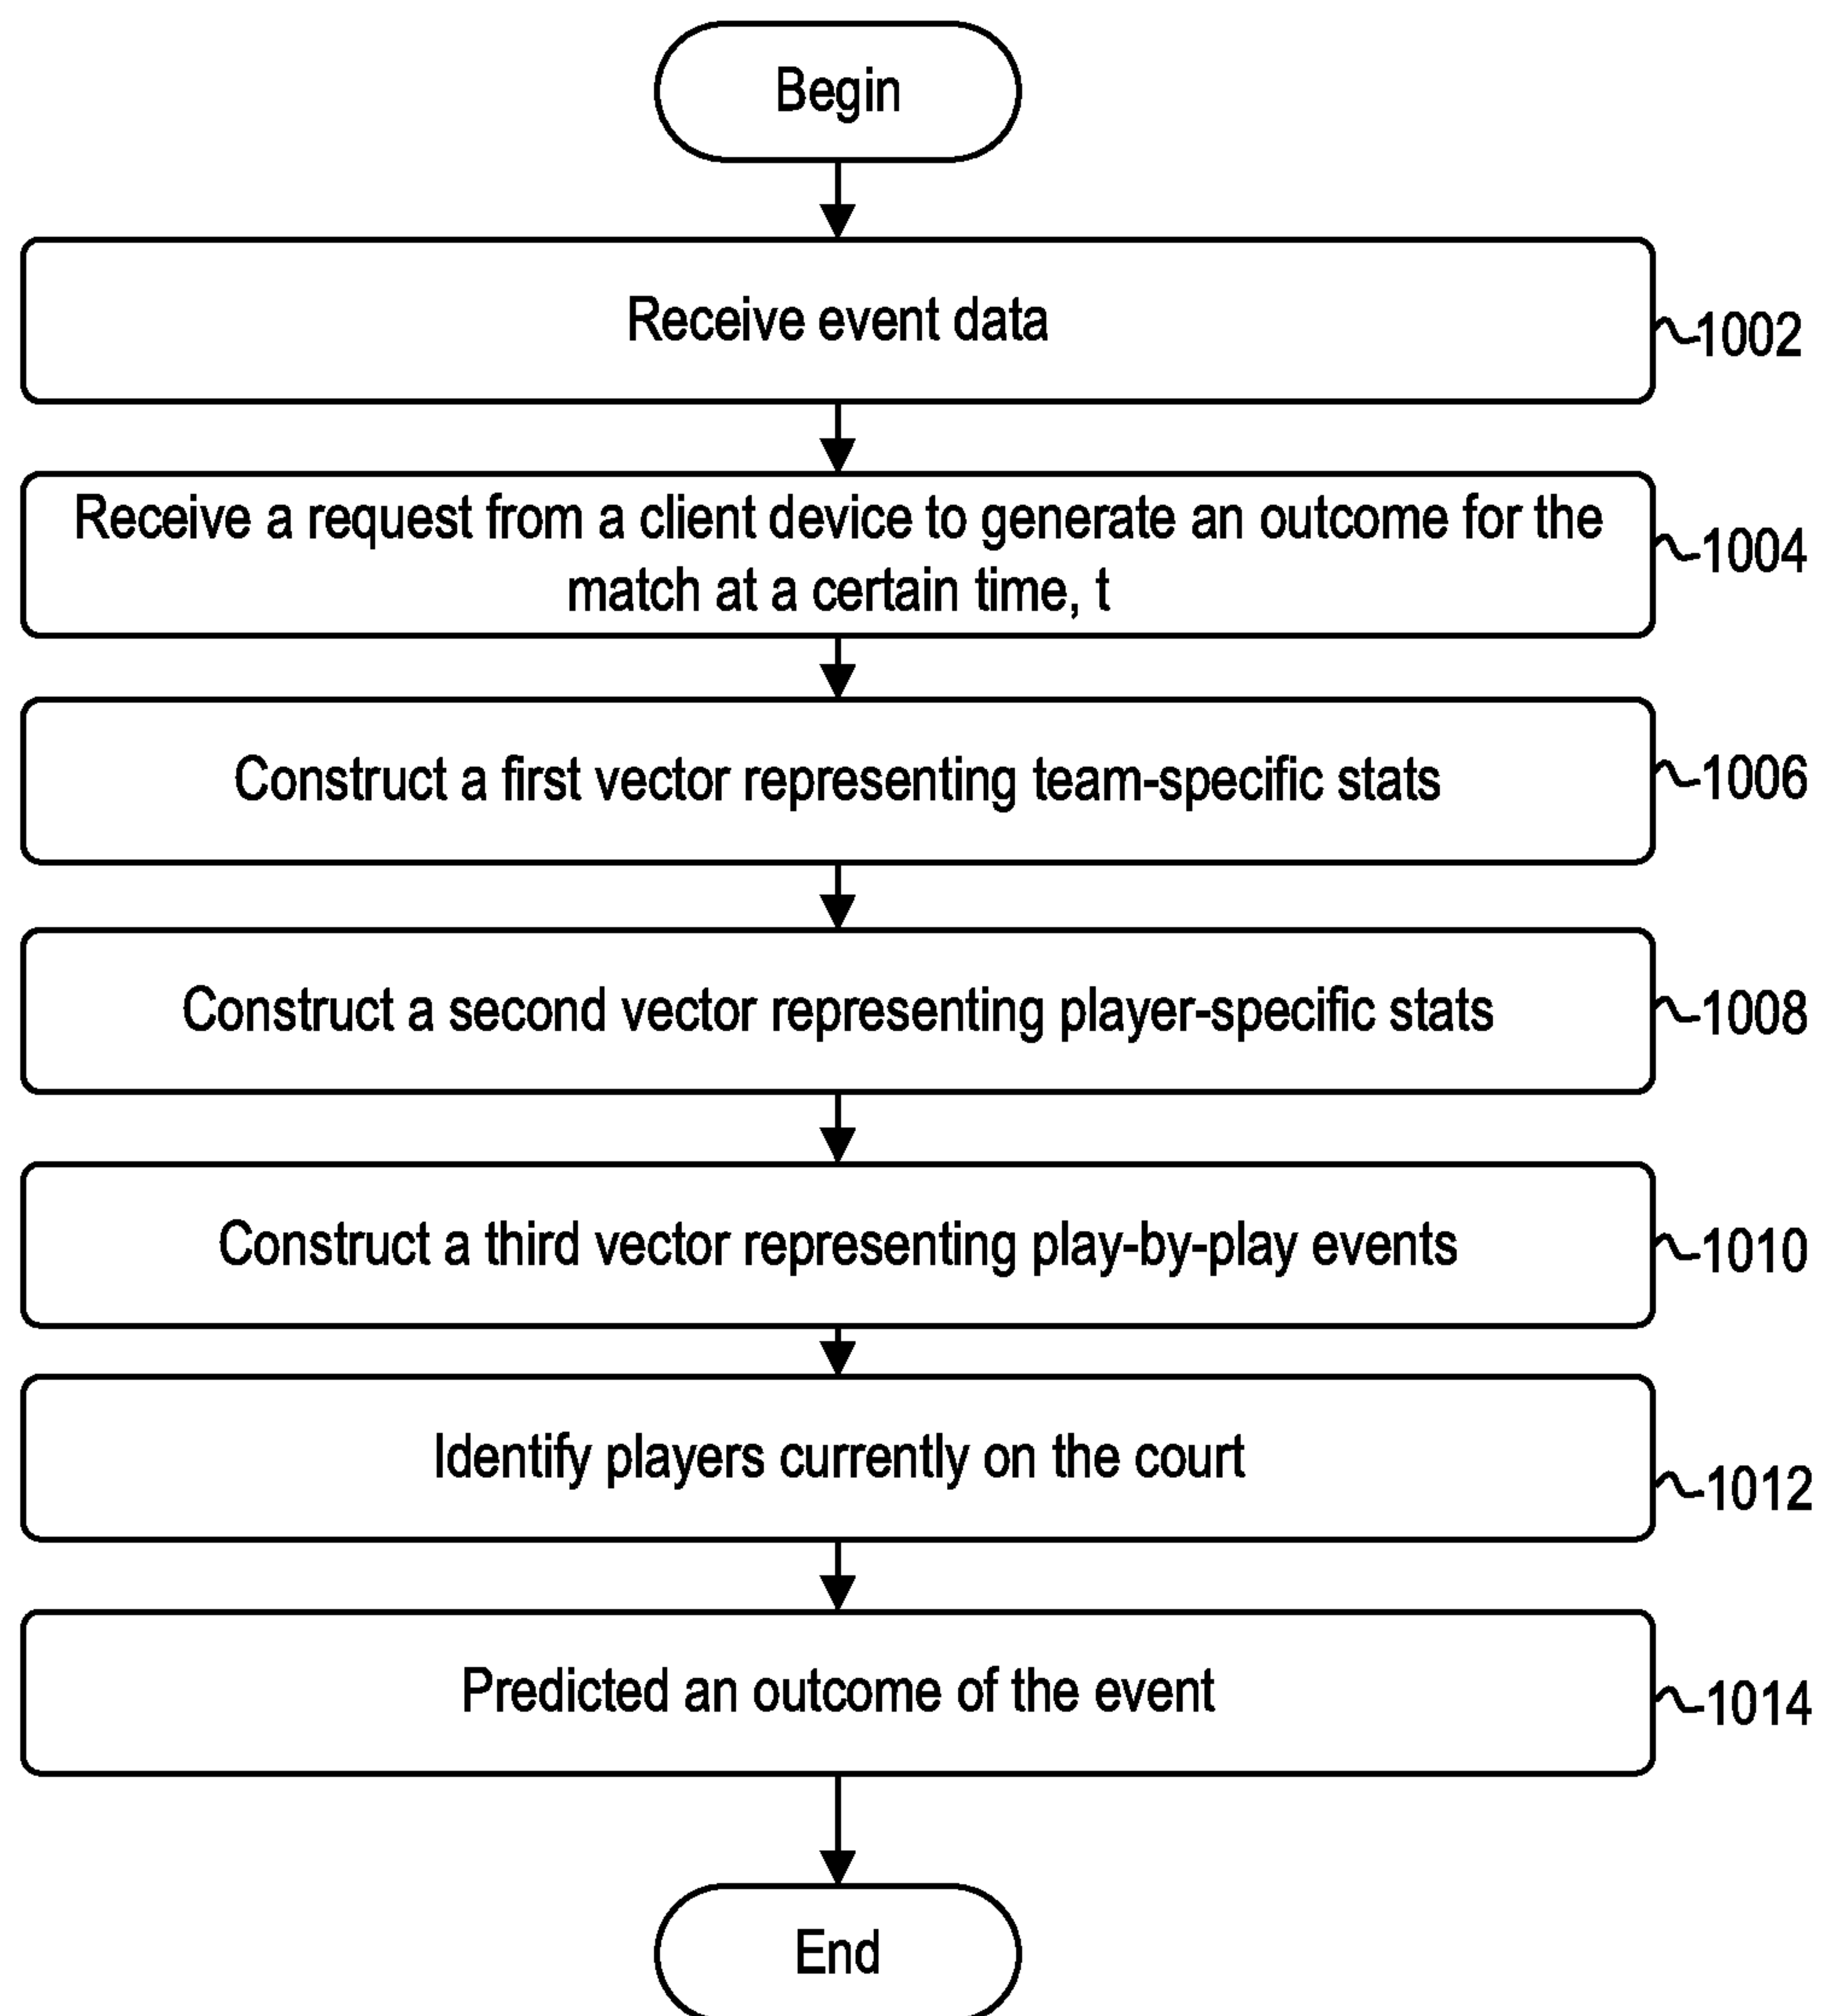 Begin
Receive event data
1002
Receive a request from a client device to generate an outcome for the
match at a certain time, t
1004
Construct a first vector representing team-specific stats
1006
Construct a second vector representing player-specific stats
1008
Construct a third vector representing play-by-play events
1010
Identify players currently on the court
1012
Predicted an outcome of the event
1014
End